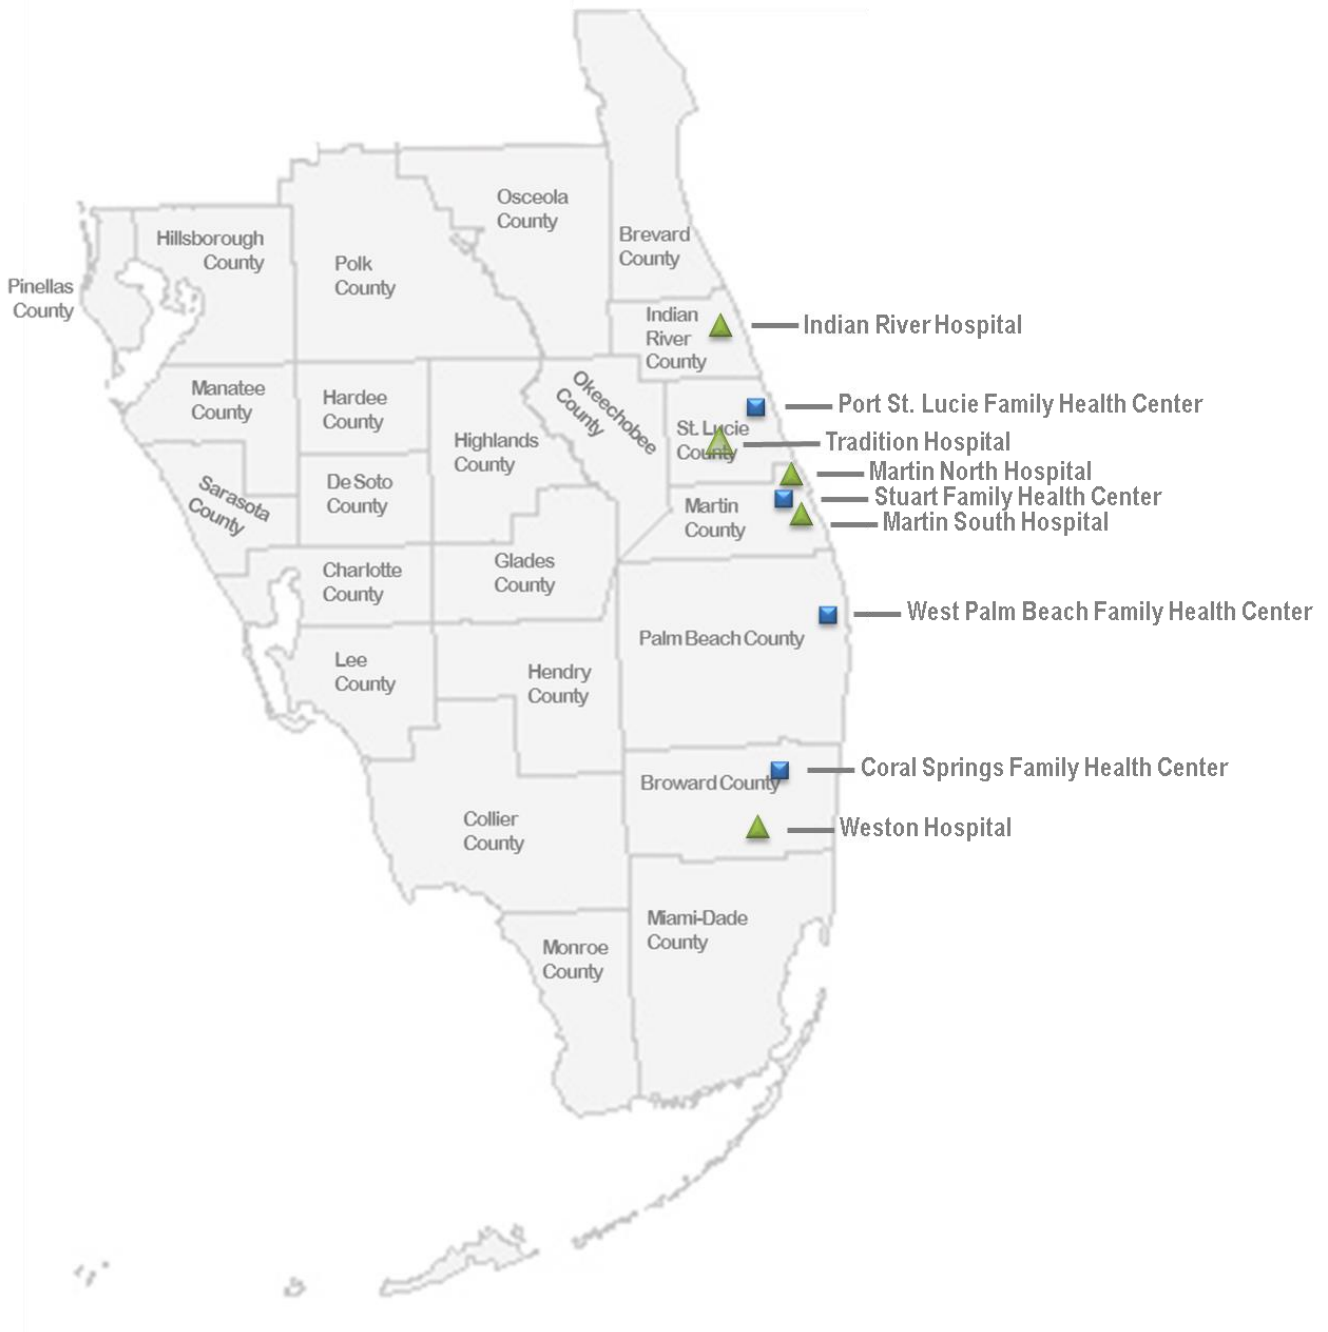 Osceola
County
Hillsborough
County
Brevard
County
Polk
County
Pinellas
County
Indian
River
County
Indian River Hospital
Manatee
County
Hardee
County
Okeechobee
County
Port St. Lucie Family Health Center
Highlands
County
St. Lucie
County
Tradition Hospital
Martin North Hospital
De Soto
County
Sarasota
County
Stuart Family Health Center
Martin
County
Martin South Hospital
Charlotte
County
Glades
County
West Palm Beach Family Health Center
Palm Beach County
Lee
County
Hendry
County
Coral Springs Family Health Center
Broward County
Collier
County
Weston Hospital
Miami-Dade
County
Monroe
County